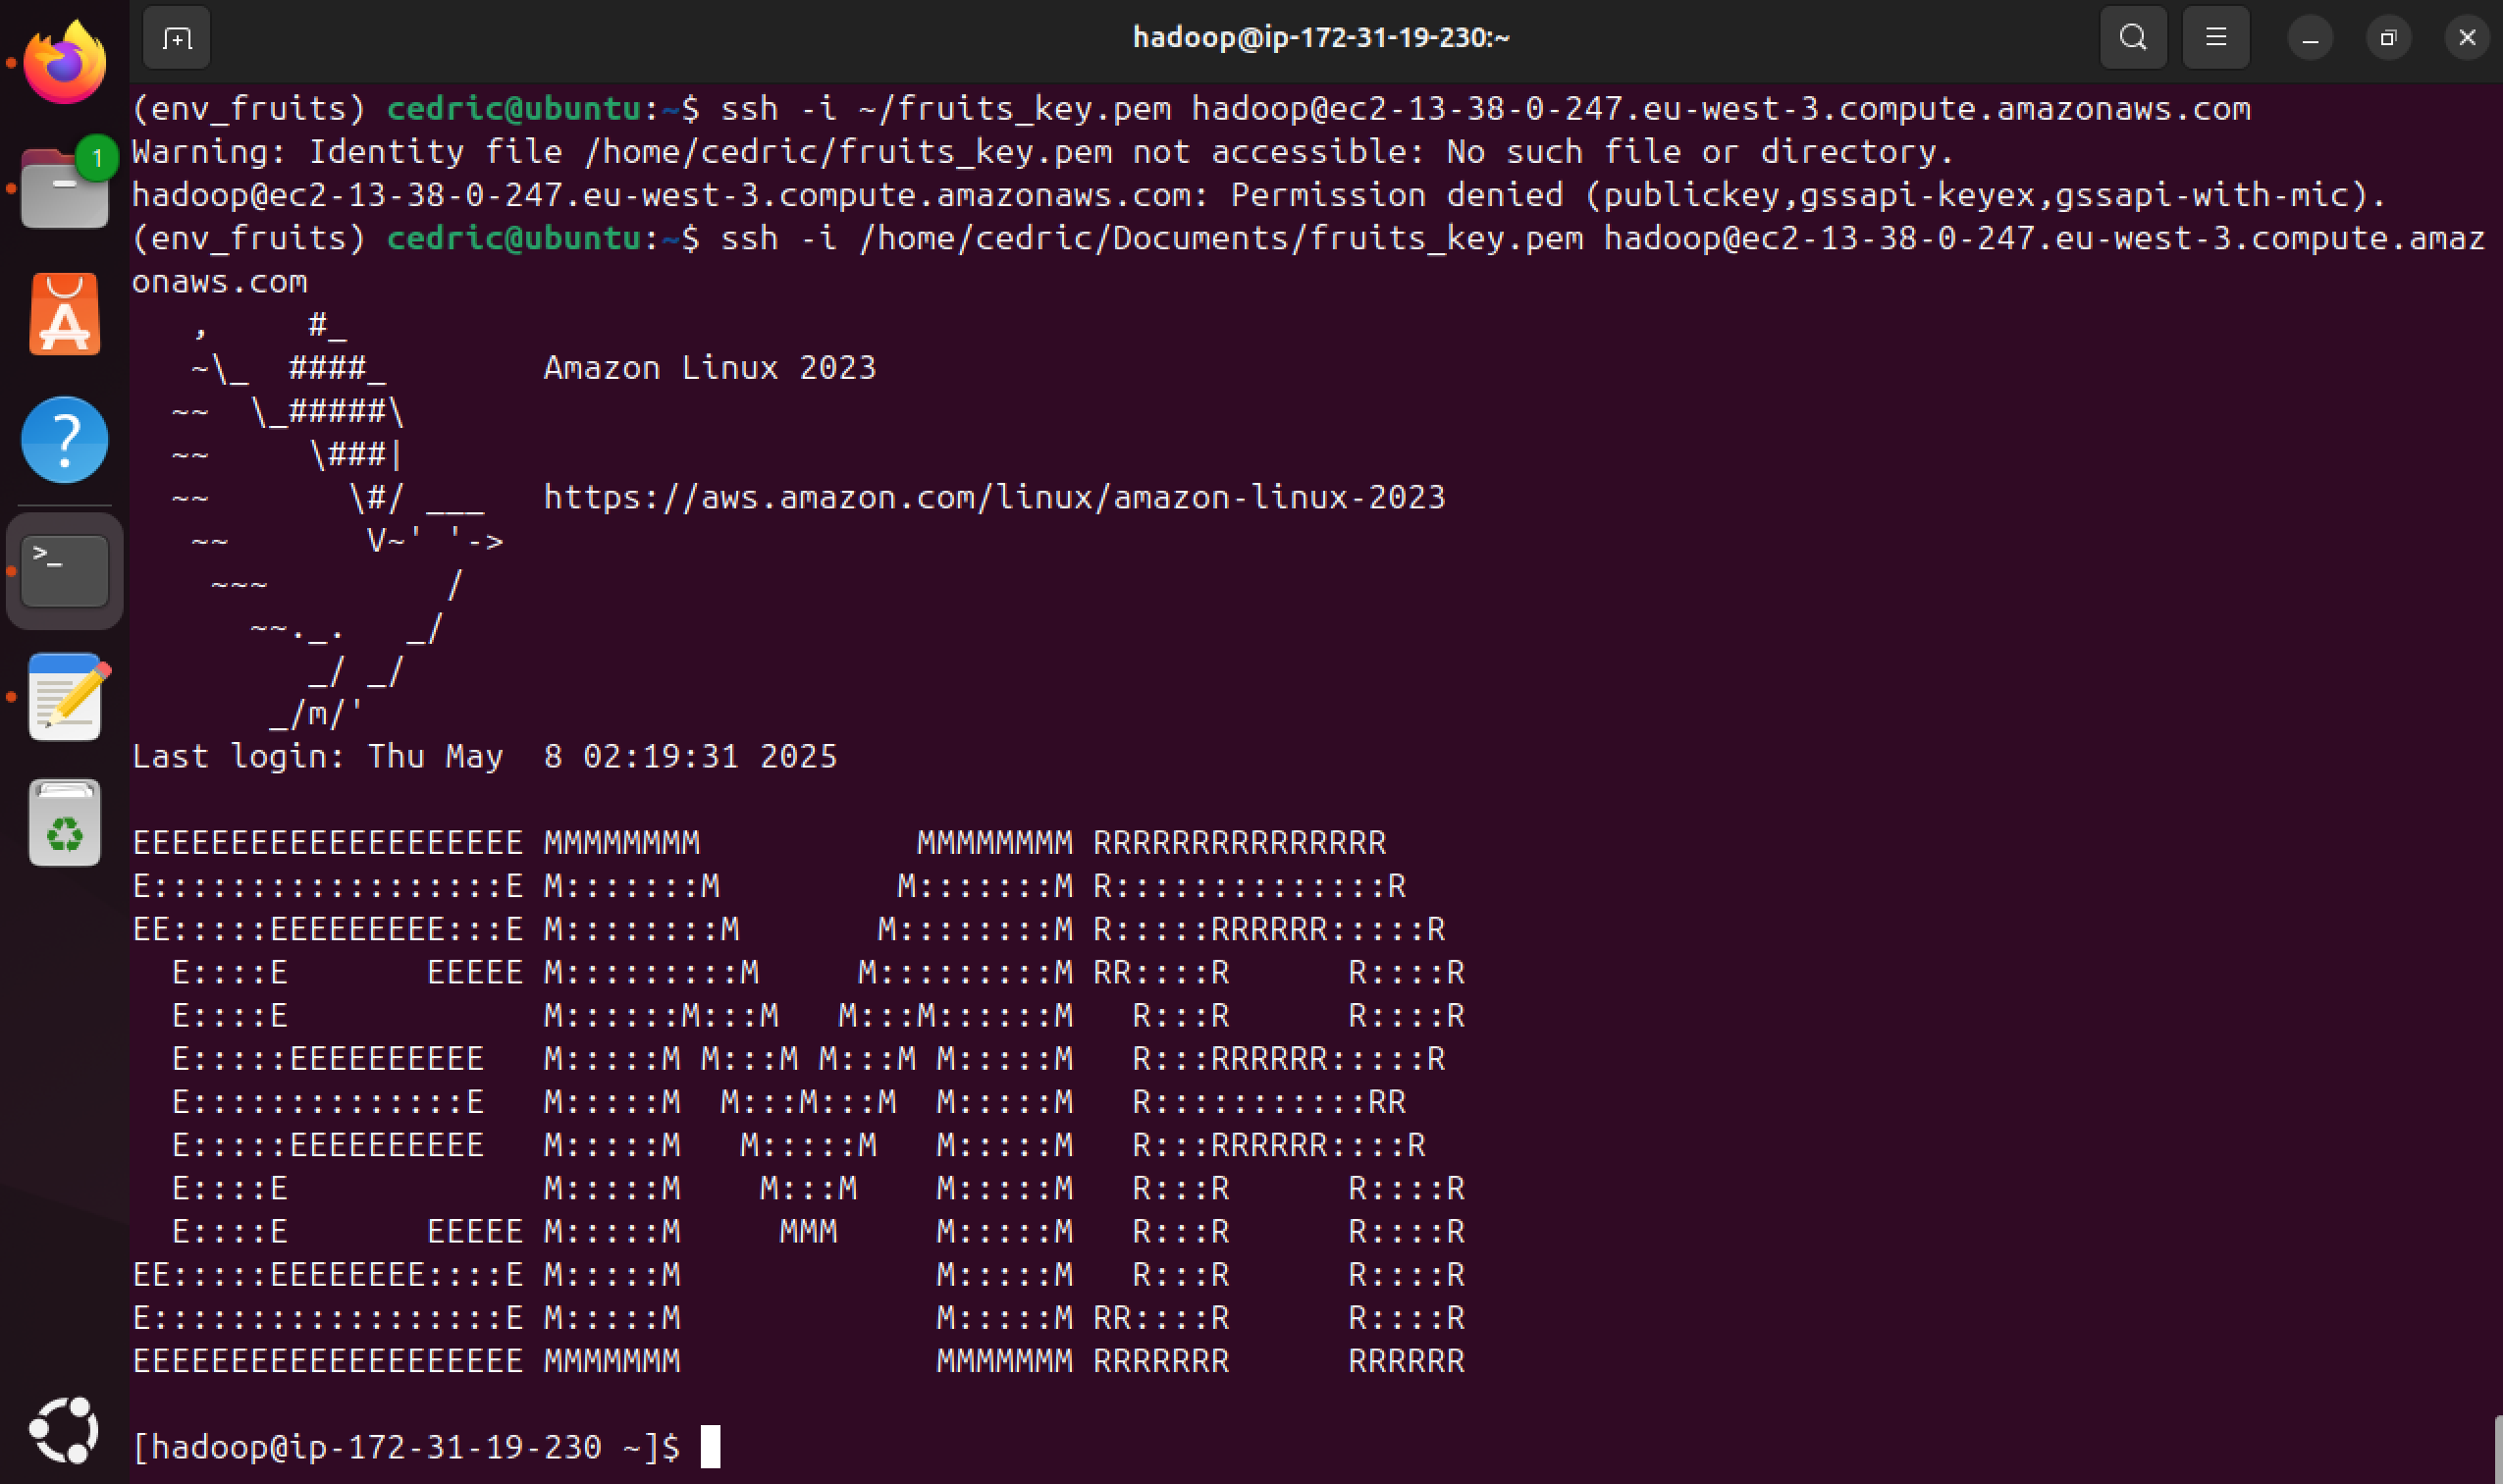 hadoop@ip-172-31-19-230:~
1
(env_fruits) cedric@ubuntu:~$ ssh -i ~/fruits_key.pem hadoop@ec2-13-38-0-247.eu-west-3.compute.amazonaws.com
Warning: Identity file /home/cedric/fruits_key.pem not accessible: No such file or directory.
hadoop@ec2-13-38-0-247.eu-west-3.compute.amazonaws.com: Permission denied (publickey,gssapi-keyex,gssapi-with-mic).
(env_fruits) cedric@ubuntu:~$ ssh -i /home/cedric/Documents/fruits_key.pem hadoop@ec2-13-38-0-247.eu-west-3.compute.amaz
onaws.com
   ,     #_
   ~\_  ####_        Amazon Linux 2023
  ~~  \_#####\
  ~~     \###|
  ~~       \#/ ___   https://aws.amazon.com/linux/amazon-linux-2023
   ~~       V~' '->
    ~~~         /
      ~~._.   _/
         _/ _/
       _/m/'
Last login: Thu May  8 02:19:31 2025

EEEEEEEEEEEEEEEEEEEE MMMMMMMM           MMMMMMMM RRRRRRRRRRRRRRR
E::::::::::::::::::E M:::::::M         M:::::::M R::::::::::::::R
EE:::::EEEEEEEEE:::E M::::::::M       M::::::::M R:::::RRRRRR:::::R
  E::::E       EEEEE M:::::::::M     M:::::::::M RR::::R      R::::R
  E::::E             M::::::M:::M   M:::M::::::M   R:::R      R::::R
  E:::::EEEEEEEEEE   M:::::M M:::M M:::M M:::::M   R:::RRRRRR:::::R
  E::::::::::::::E   M:::::M  M:::M:::M  M:::::M   R:::::::::::RR
  E:::::EEEEEEEEEE   M:::::M   M:::::M   M:::::M   R:::RRRRRR::::R
  E::::E             M:::::M    M:::M    M:::::M   R:::R      R::::R
  E::::E       EEEEE M:::::M     MMM     M:::::M   R:::R      R::::R
EE:::::EEEEEEEE::::E M:::::M             M:::::M   R:::R      R::::R
E::::::::::::::::::E M:::::M             M:::::M RR::::R      R::::R
EEEEEEEEEEEEEEEEEEEE MMMMMMM             MMMMMMM RRRRRRR      RRRRRR

[hadoop@ip-172-31-19-230 ~]$